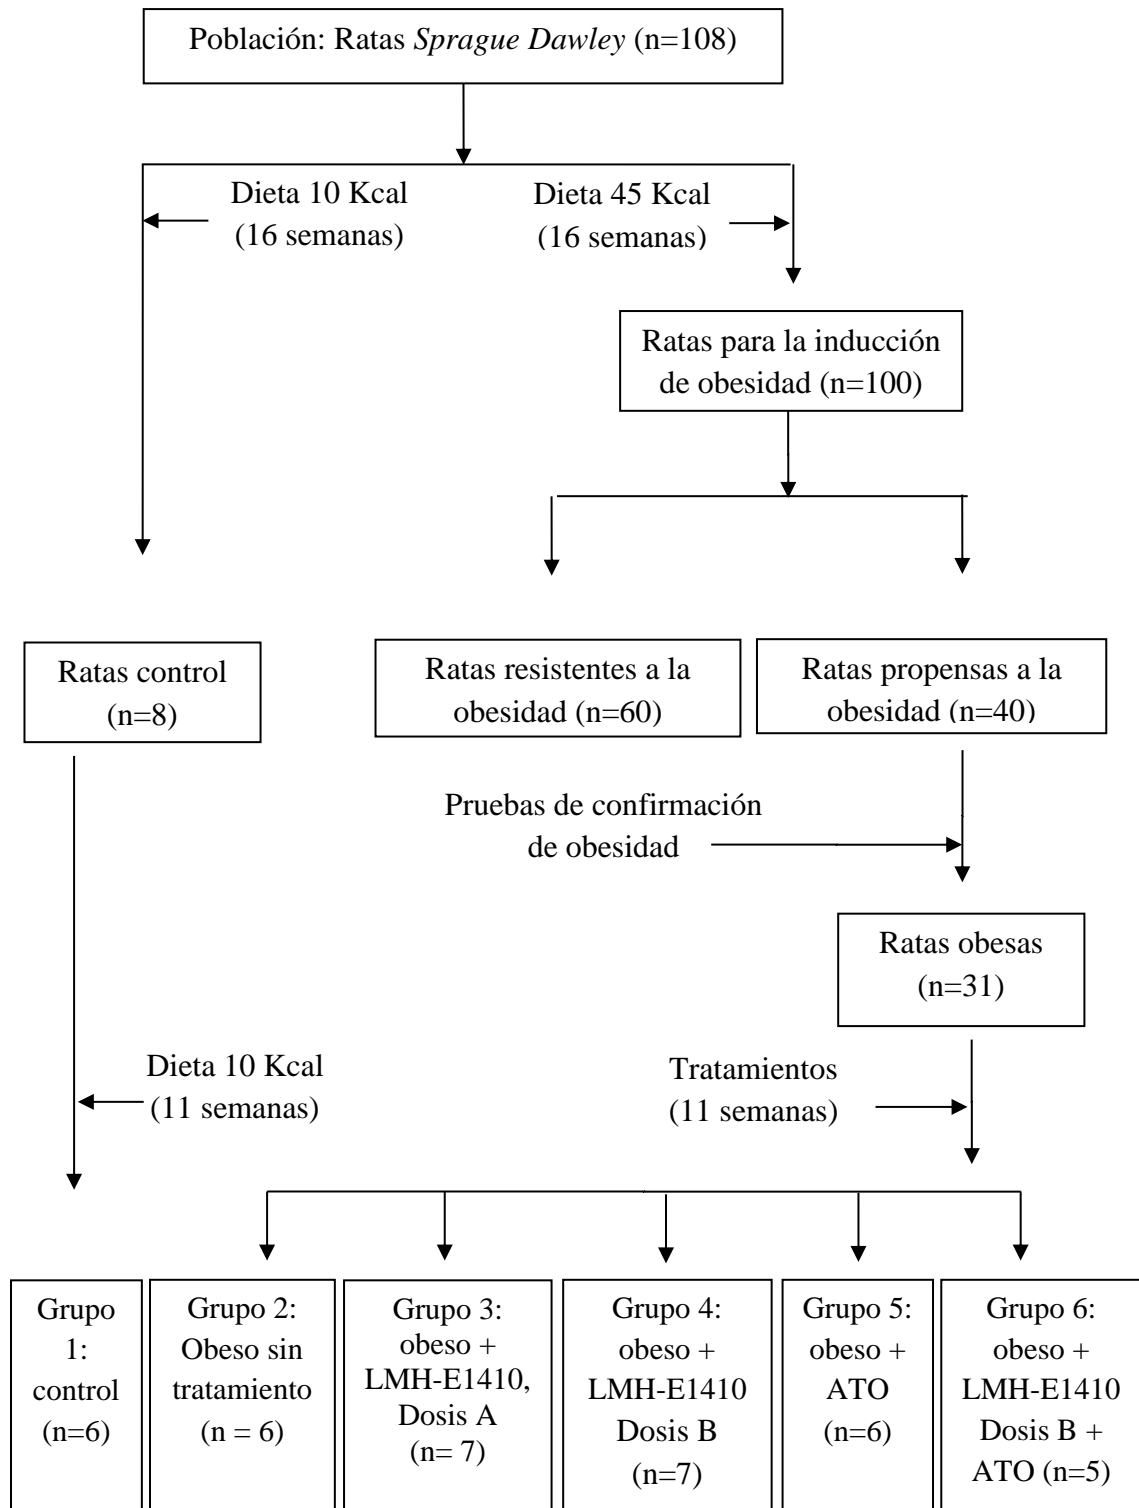 Población: Ratas Sprague Dawley (n=108)
Dieta 10 Kcal
(16 semanas)
Dieta 45 Kcal
(16 semanas)
Ratas para la inducción
de obesidad (n=100)
Ratas control
(n=8)
Ratas resistentes a la
obesidad (n=60)
Ratas propensas a la
obesidad (n=40)
Pruebas de confirmación
de obesidad
Ratas obesas
(n=31)
Dieta 10 Kcal
(11 semanas)
Tratamientos
(11 semanas)
Grupo
1:
control
(n=6)
Grupo 2:
Obeso sin
tratamiento
(n = 6)
Grupo 3:
obeso +
LMH-E1410,
Dosis A
(n= 7)
Grupo 4:
obeso +
LMH-E1410
Dosis B
(n=7)
Grupo 5:
obeso +
ATO
(n=6)
Grupo 6:
obeso +
LMH-E1410
Dosis B +
ATO (n=5)